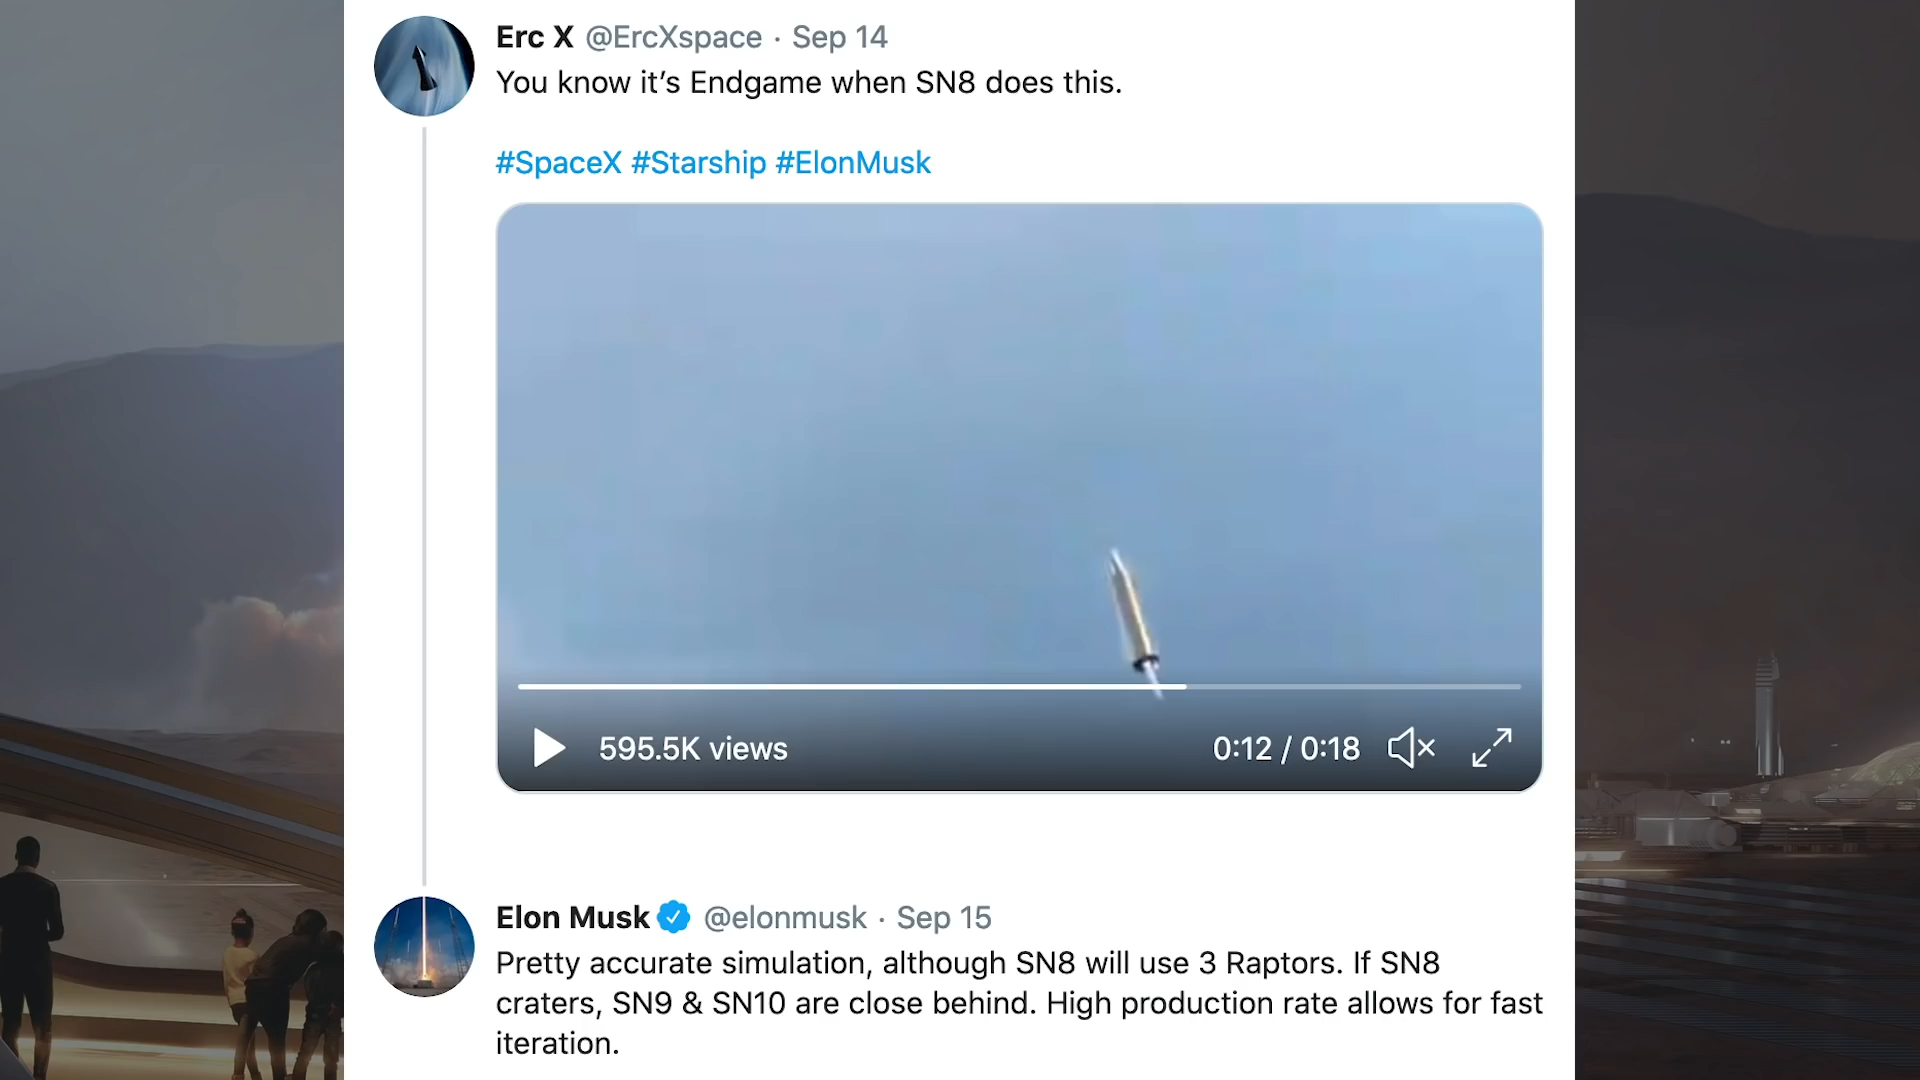 Erc X @ErcXspace · Sep 14
You know it’s Endgame when SN8 does this.
#SpaceX #Starship #ElonMusk
595.5K views
0:12 / 0:18
Elon Musk @elonmusk · Sep 15
Pretty accurate simulation, although SN8 will use 3 Raptors. If SN8
craters, SN9 & SN10 are close behind. High production rate allows for fast
iteration.